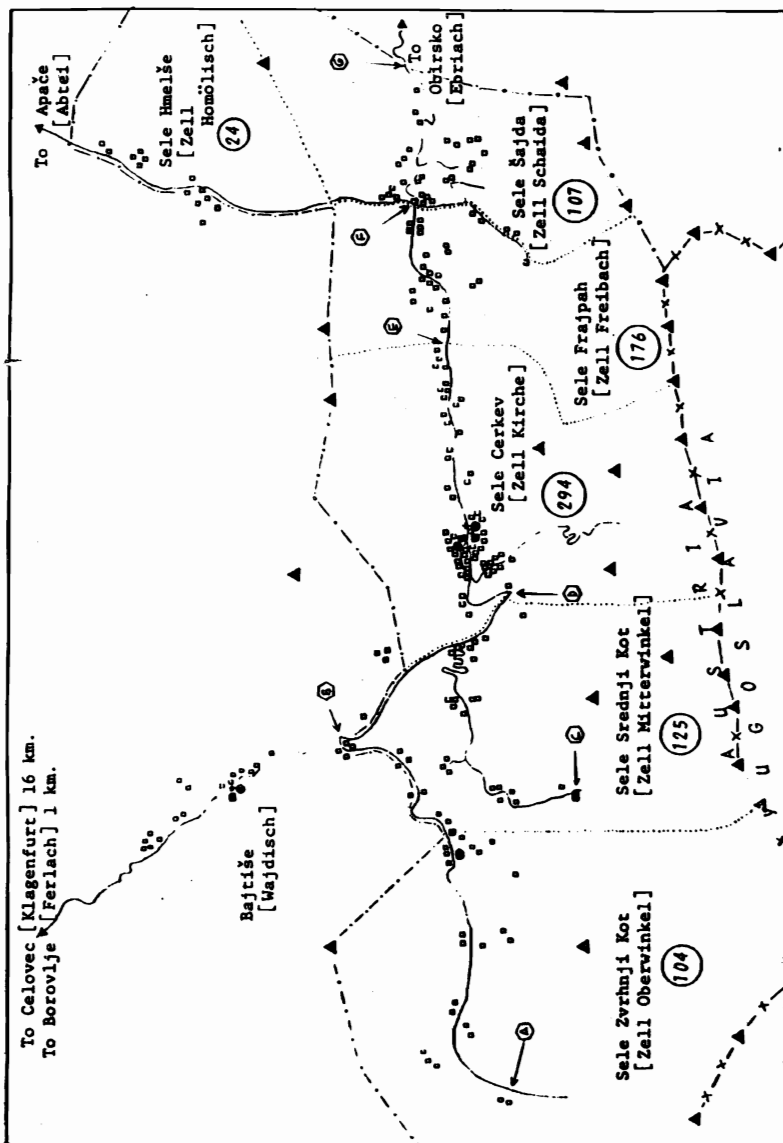 To Celovec [Klagenfurt] 16 km.
To Borovlje [Ferlach] 1 km.
To Apače
[Abtei]
Sele Hmelše
[Zell
Homölisch]
24
To
Obirsko
[Ebriach]
G
Bajtiše
[Wajdisch]
B
F
E
Sele Šajda
[Zell Schaida]
107
Sele Cerkev
[Zell Kirche]
294
Sele Frajpah
[Zell Freibach]
176
D
C
A
Sele Srednji Kot
[Zell Mitterwinkel]
125
Sele Zvrhnji Kot
[Zell Oberwinkel]
104
AUSTRIA
YUGOSLAVIA